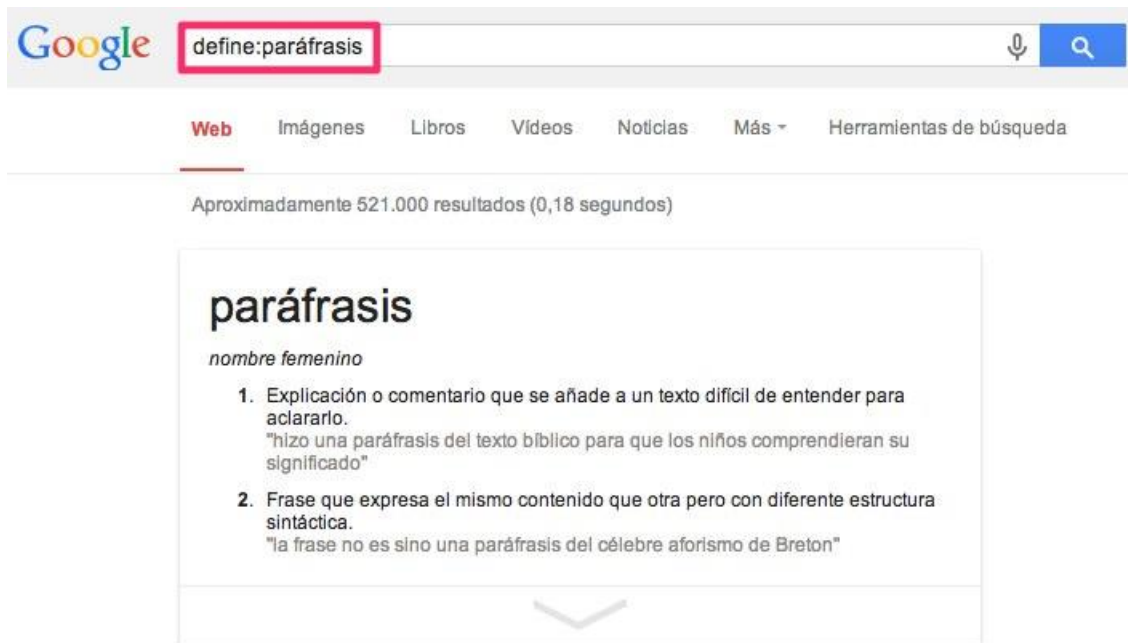 Google define:paráfrasis
Web Imágenes Libros Vídeos Noticias Más Herramientas de búsqueda
Aproximadamente 521.000 resultados (0,18 segundos)
paráfrasis
nombre femenino
1. Explicación o comentario que se añade a un texto difícil de entender para
aclararlo.
"hizo una paráfrasis del texto bíblico para que los niños comprendieran su
significado"
2. Frase que expresa el mismo contenido que otra pero con diferente estructura
sintáctica.
"la frase no es sino una paráfrasis del célebre aforismo de Breton"